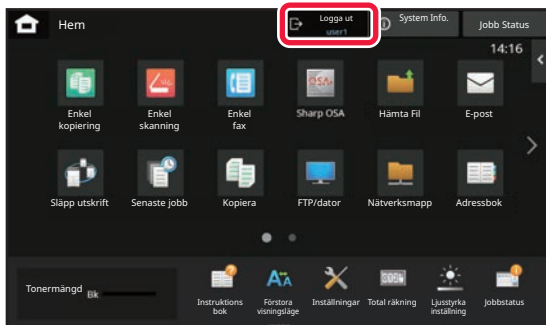 Hem
Logga ut
user1
System Info.
Jobb Status
14:16
Enkel
kopiering
Enkel
skanning
Enkel
fax
OSA
Sharp OSA
Hämta Fil
E-post
Släpp utskrift
Senaste jobb
Kopiera
FTP/dator
Nätverksmapp
Adressbok
Tonermängd
Bk
Instruktions
bok
Förstora
visningsläge
Inställningar
Total räkning
Ljusstyrka
inställning
Jobbstatus